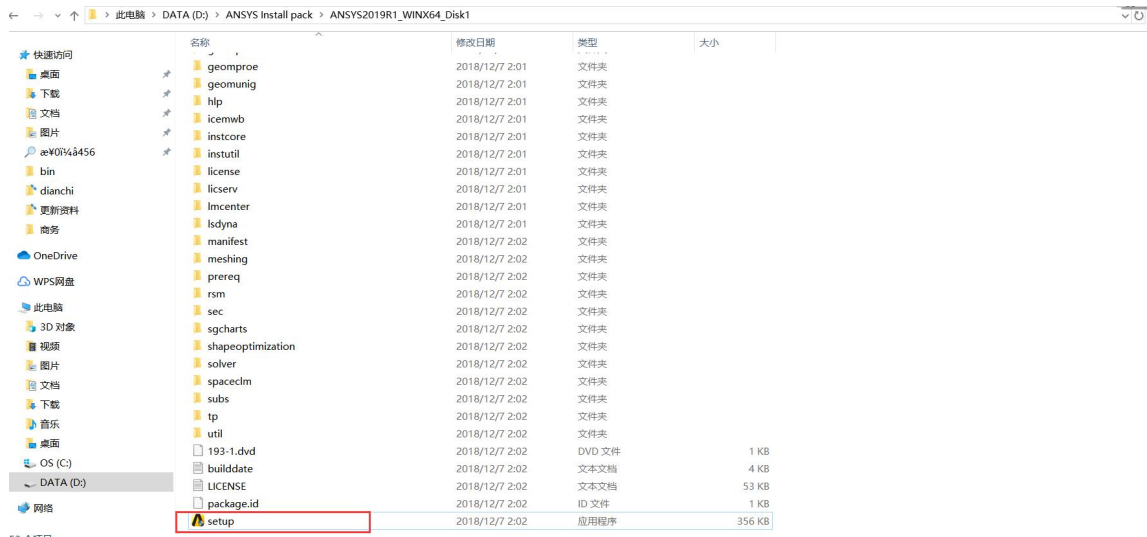 此电脑 > DATA (D:) > ANSYS Install pack > ANSYS2019R1_WINX64_Disk1
名称 修改日期 类型 大小
快速访问
桌面
下载
文档
图片
æ¥0ï¼â456
bin
dianchi
更新资料
商务
OneDrive
WPS网盘
此电脑
3D 对象
视频
图片
文档
下载
音乐
桌面
OS (C:)
DATA (D:)
网络
geomproe 2018/12/7 2:01 文件夹
geomunig 2018/12/7 2:01 文件夹
hlp 2018/12/7 2:01 文件夹
icemwb 2018/12/7 2:01 文件夹
instcore 2018/12/7 2:01 文件夹
instutil 2018/12/7 2:01 文件夹
license 2018/12/7 2:01 文件夹
licserv 2018/12/7 2:01 文件夹
lmcenter 2018/12/7 2:01 文件夹
lsdyna 2018/12/7 2:01 文件夹
manifest 2018/12/7 2:02 文件夹
meshing 2018/12/7 2:02 文件夹
prereq 2018/12/7 2:02 文件夹
rsm 2018/12/7 2:02 文件夹
sec 2018/12/7 2:02 文件夹
sgcharts 2018/12/7 2:02 文件夹
shapeoptimization 2018/12/7 2:02 文件夹
solver 2018/12/7 2:02 文件夹
spaceclm 2018/12/7 2:02 文件夹
subs 2018/12/7 2:02 文件夹
tp 2018/12/7 2:02 文件夹
util 2018/12/7 2:02 文件夹
193-1.dvd 2018/12/7 2:02 DVD 文件 1 KB
builddate 2018/12/7 2:02 文本文档 4 KB
LICENSE 2018/12/7 2:02 文本文档 53 KB
package.id 2018/12/7 2:02 ID 文件 1 KB
setup 2018/12/7 2:02 应用程序 356 KB